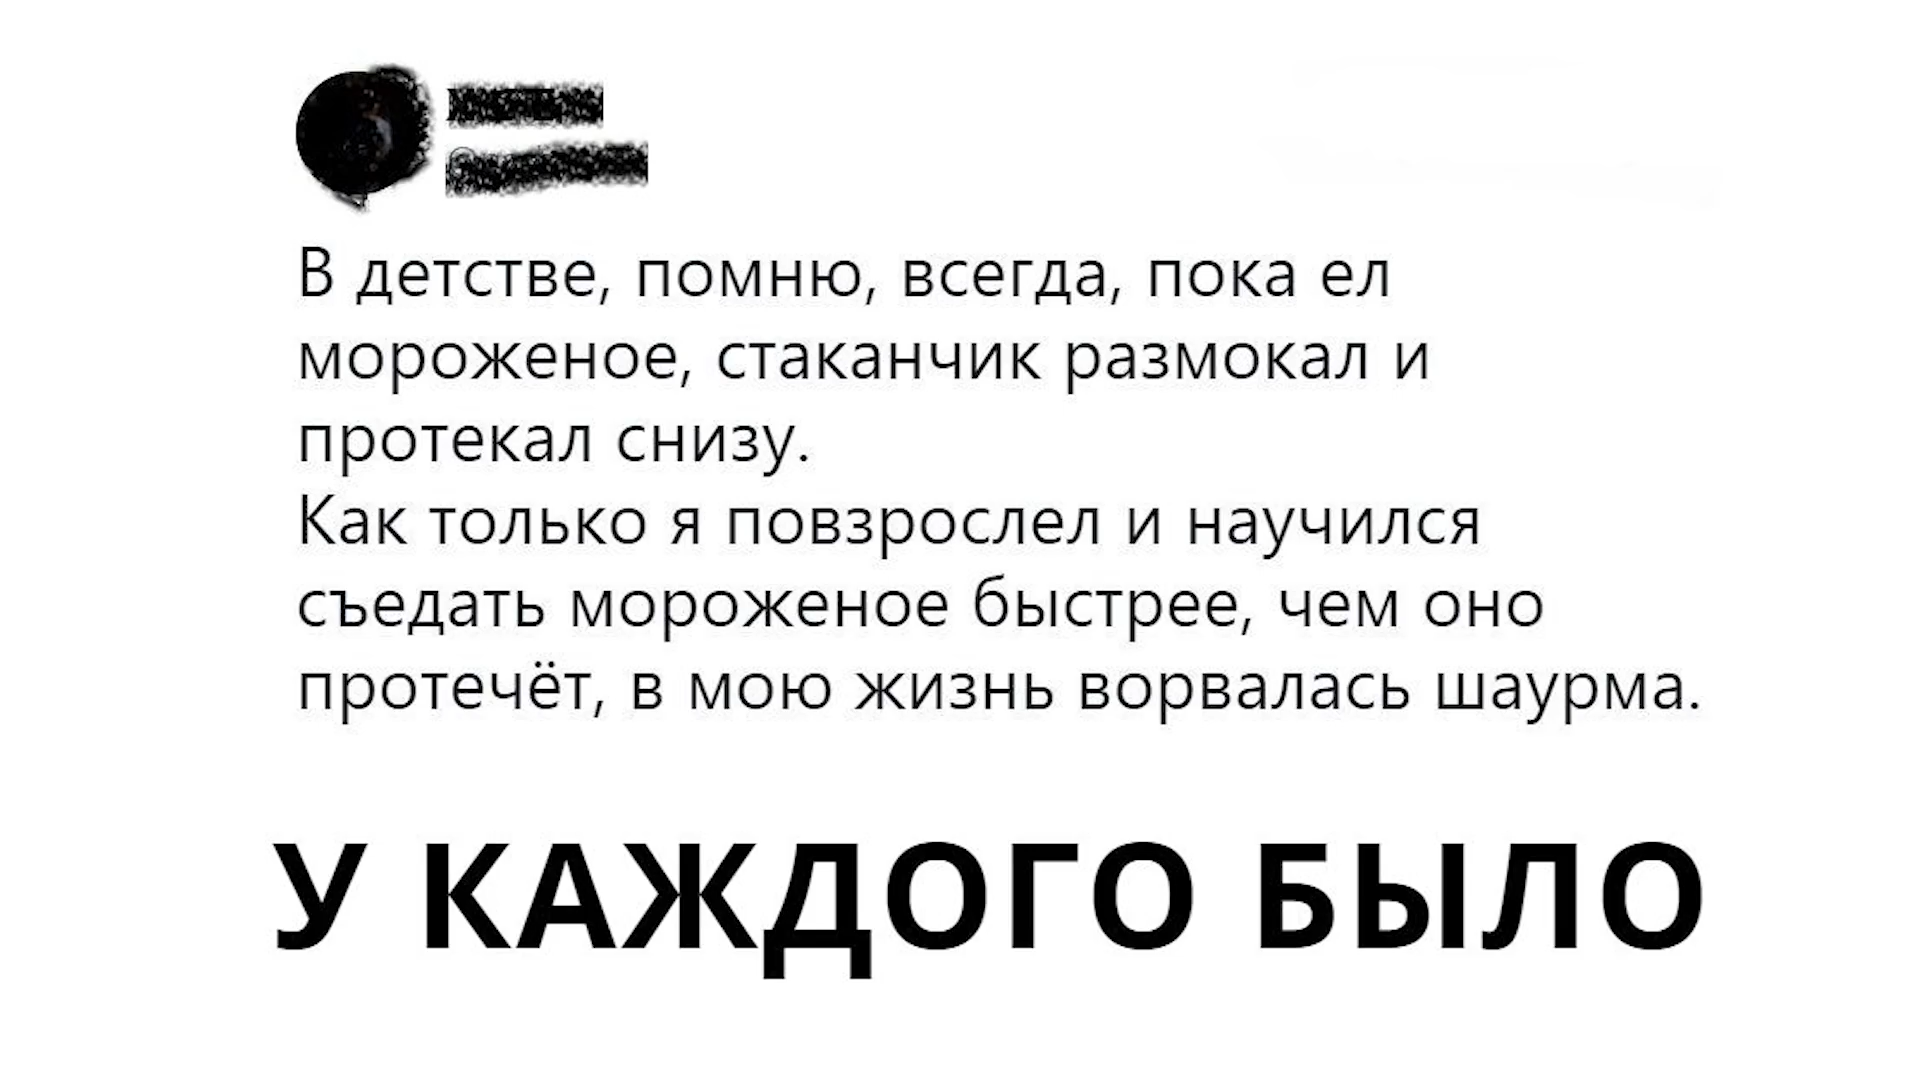 В детстве, помню, всегда, пока ел
мороженое, стаканчик размокал и
протекал снизу.
Как только я повзрослел и научился
съедать мороженое быстрее, чем оно
протечёт, в мою жизнь ворвалась шаурма.
У КАЖДОГО БЫЛО